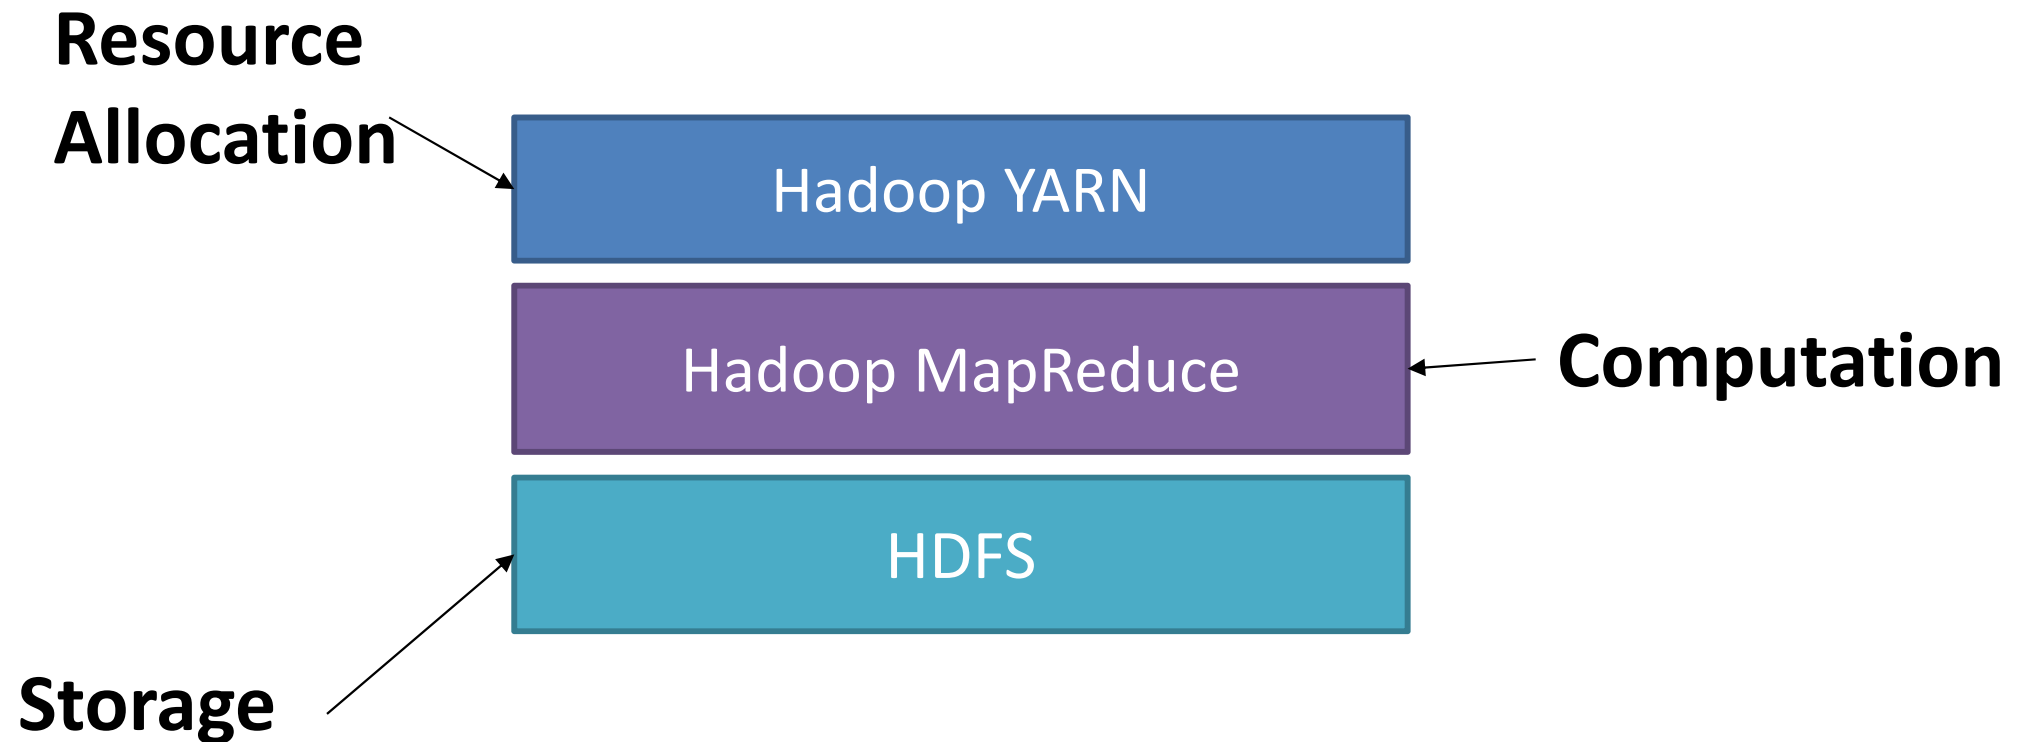 Resource
Allocation
Hadoop YARN
Hadoop MapReduce
Computation
HDFS
Storage